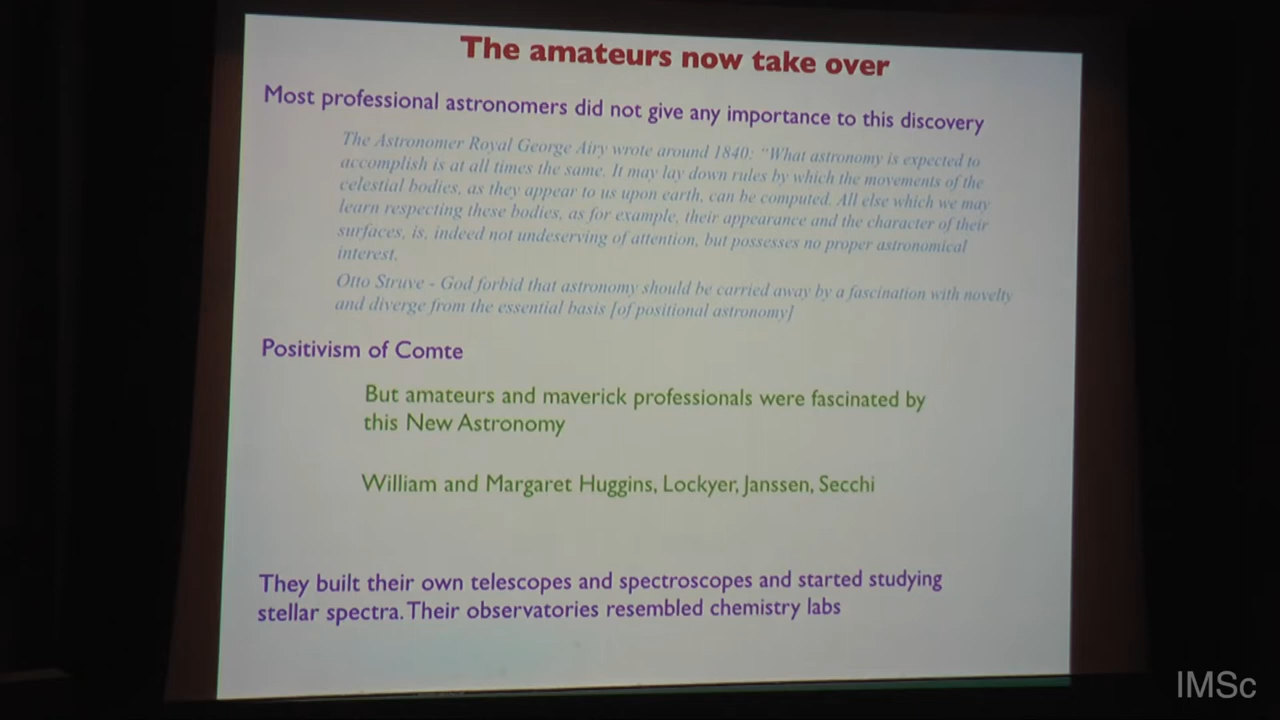 The amateurs now take over
Most professional astronomers did not give any importance to this discovery
The Astronomer Royal George Airy wrote around 1840: "What astronomy is expected to
accomplish is at all times the same. It may lay down rules by which the movements of the
celestial bodies, as they appear to us upon earth, can be computed. All else which we may
learn respecting these bodies, as for example, their appearance and the character of their
surfaces, is, indeed not undeserving of attention, but possesses no proper astronomical
interest.
Otto Struve - God forbid that astronomy should be carried away by a fascination with novelty
and diverge from the essential basis [of positional astronomy]
Positivism of Comte
But amateurs and maverick professionals were fascinated by
this New Astronomy
William and Margaret Huggins, Lockyer, Janssen, Secchi
They built their own telescopes and spectroscopes and started studying
stellar spectra. Their observatories resembled chemistry labs
IMSc